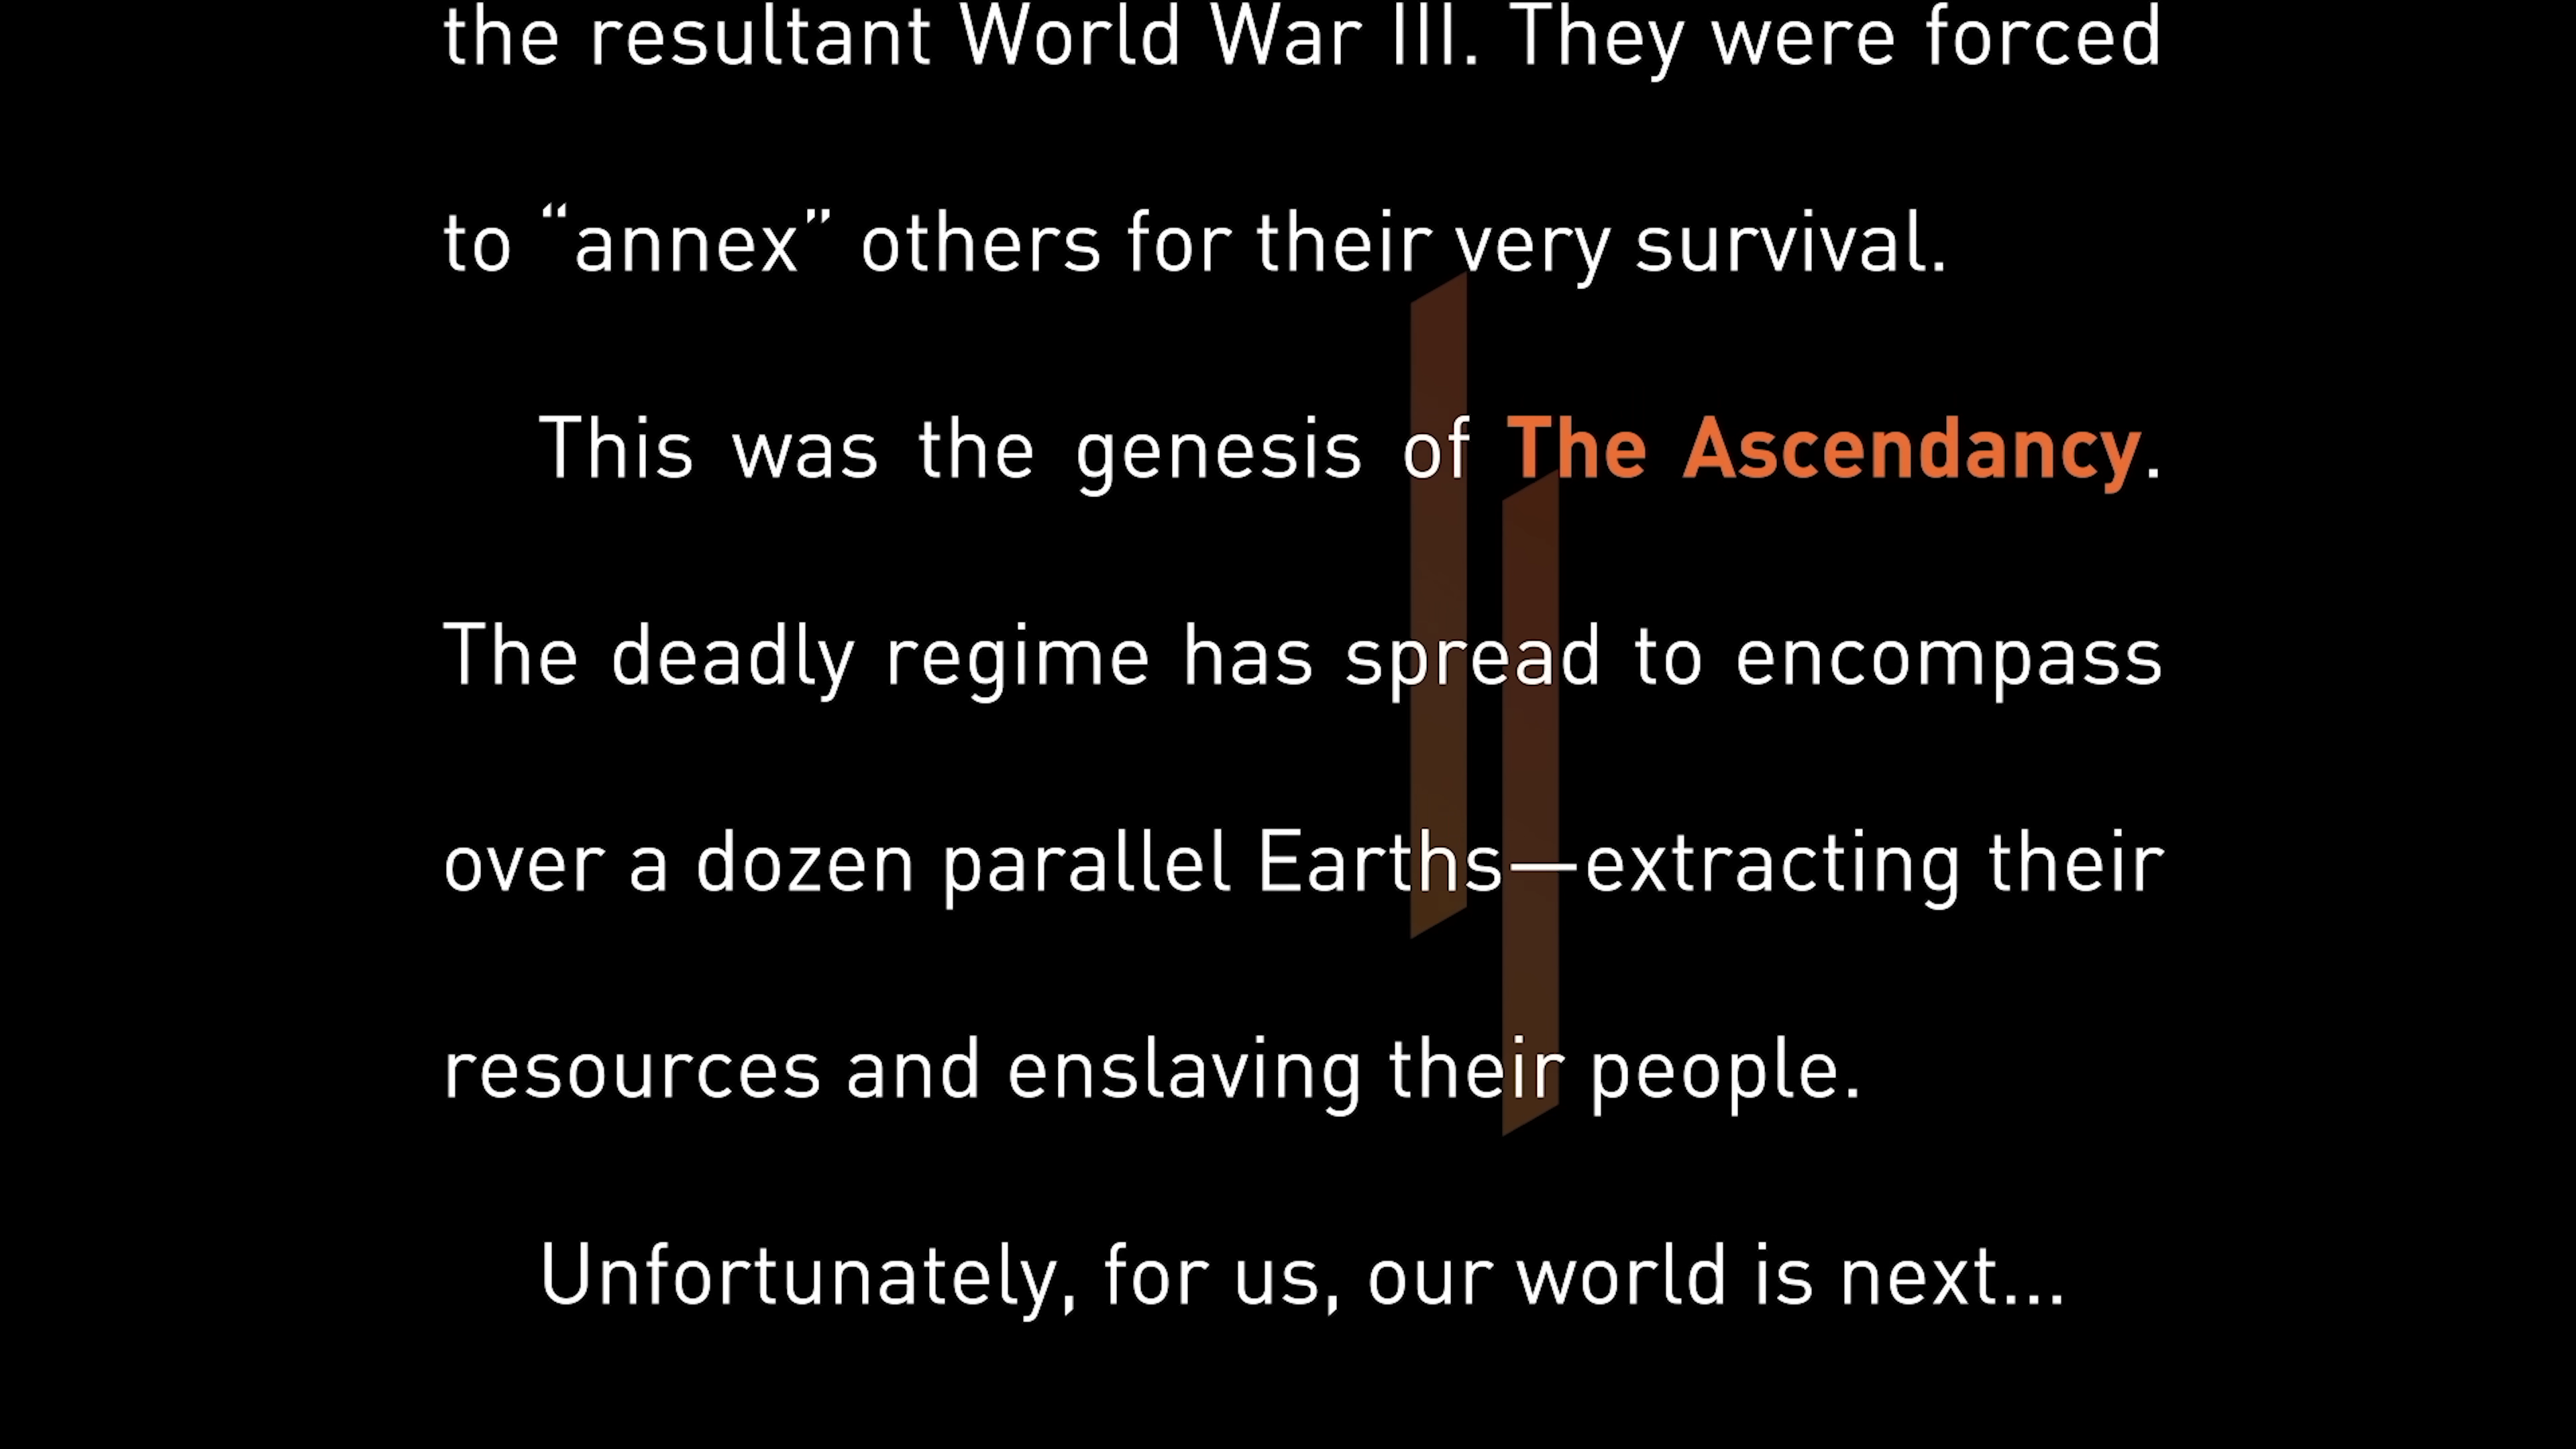 the resultant World War III. They were forced
to “annex” others for their very survival.
This was the genesis of The Ascendancy.
The deadly regime has spread to encompass
over a dozen parallel Earths—extracting their
resources and enslaving their people.
Unfortunately, for us, our world is next...